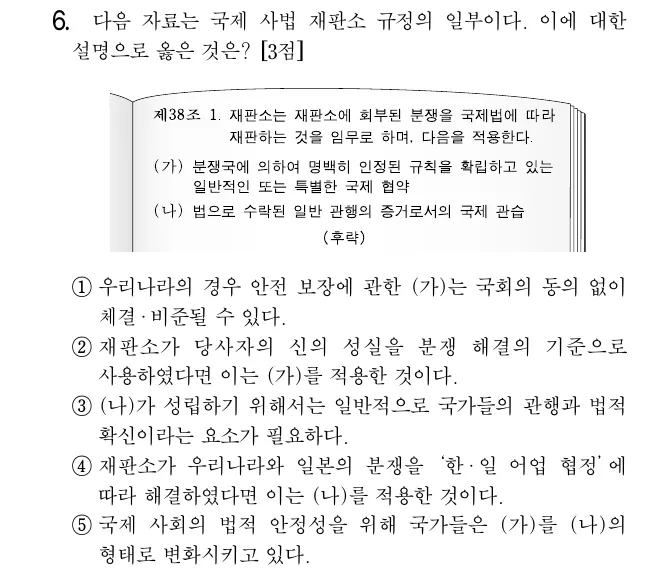 6. 다음 자료는 국제 사법 재판소 규정의 일부이다. 이에 대한
설명으로 옳은 것은? [3점]
제38조 1. 재판소는 재판소에 회부된 분쟁을 국제법에 따라
재판하는 것을 임무로 하며, 다음을 적용한다.
(가) 분쟁국에 의하여 명백히 인정된 규칙을 확립하고 있는
일반적인 또는 특별한 국제 협약
(나) 법으로 수락된 일반 관행의 증거로서의 국제 관습
(후략)
① 우리나라의 경우 안전 보장에 관한 (가)는 국회의 동의 없이
체결·비준될 수 있다.
② 재판소가 당사자의 신의 성실을 분쟁 해결의 기준으로
사용하였다면 이는 (가)를 적용한 것이다.
③ (나)가 성립하기 위해서는 일반적으로 국가들의 관행과 법적
확신이라는 요소가 필요하다.
④ 재판소가 우리나라와 일본의 분쟁을 ‘한·일 어업 협정’에
따라 해결하였다면 이는 (나)를 적용한 것이다.
⑤ 국제 사회의 법적 안정성을 위해 국가들은 (가)를 (나)의
형태로 변화시키고 있다.